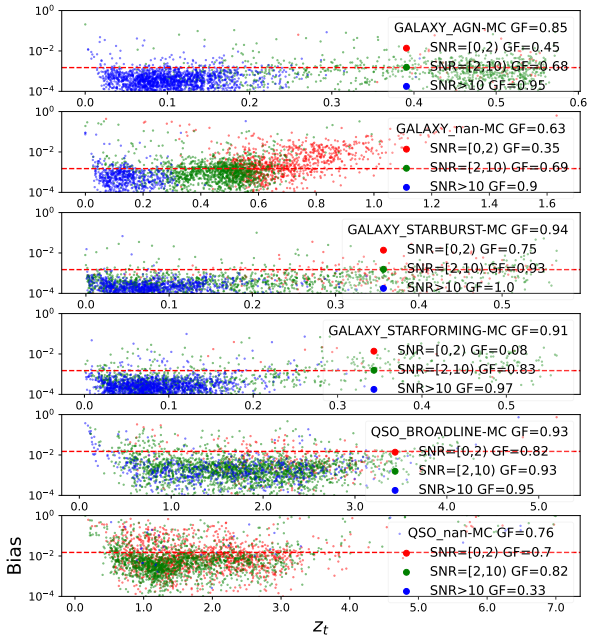 10⁰
10⁻²
10⁻⁴
GALAXY_AGN-MC GF=0.85
SNR=[0,2) GF=0.45
SNR=[2,10) GF=0.68
SNR>10 GF=0.95
0.0 0.1 0.2 0.3 0.4 0.5 0.6
10⁰
10⁻²
10⁻⁴
GALAXY_nan-MC GF=0.63
SNR=[0,2) GF=0.35
SNR=[2,10) GF=0.69
SNR>10 GF=0.9
0.0 0.2 0.4 0.6 0.8 1.0 1.2 1.4 1.6
10⁰
10⁻²
10⁻⁴
GALAXY_STARBURST-MC GF=0.94
SNR=[0,2) GF=0.75
SNR=[2,10) GF=0.93
SNR>10 GF=1.0
0.0 0.1 0.2 0.3 0.4 0.5
10⁰
10⁻²
10⁻⁴
GALAXY_STARFORMING-MC GF=0.91
SNR=[0,2) GF=0.08
SNR=[2,10) GF=0.83
SNR>10 GF=0.97
0.0 0.1 0.2 0.3 0.4 0.5
10⁰
10⁻²
10⁻⁴
QSO_BROADLINE-MC GF=0.93
SNR=[0,2) GF=0.82
SNR=[2,10) GF=0.93
SNR>10 GF=0.95
0.0 1.0 2.0 3.0 4.0 5.0
10⁰
10⁻²
10⁻⁴
Bias
QSO_nan-MC GF=0.76
SNR=[0,2) GF=0.7
SNR=[2,10) GF=0.82
SNR>10 GF=0.33
0.0 1.0 2.0 3.0 4.0 5.0 6.0 7.0
zₜ